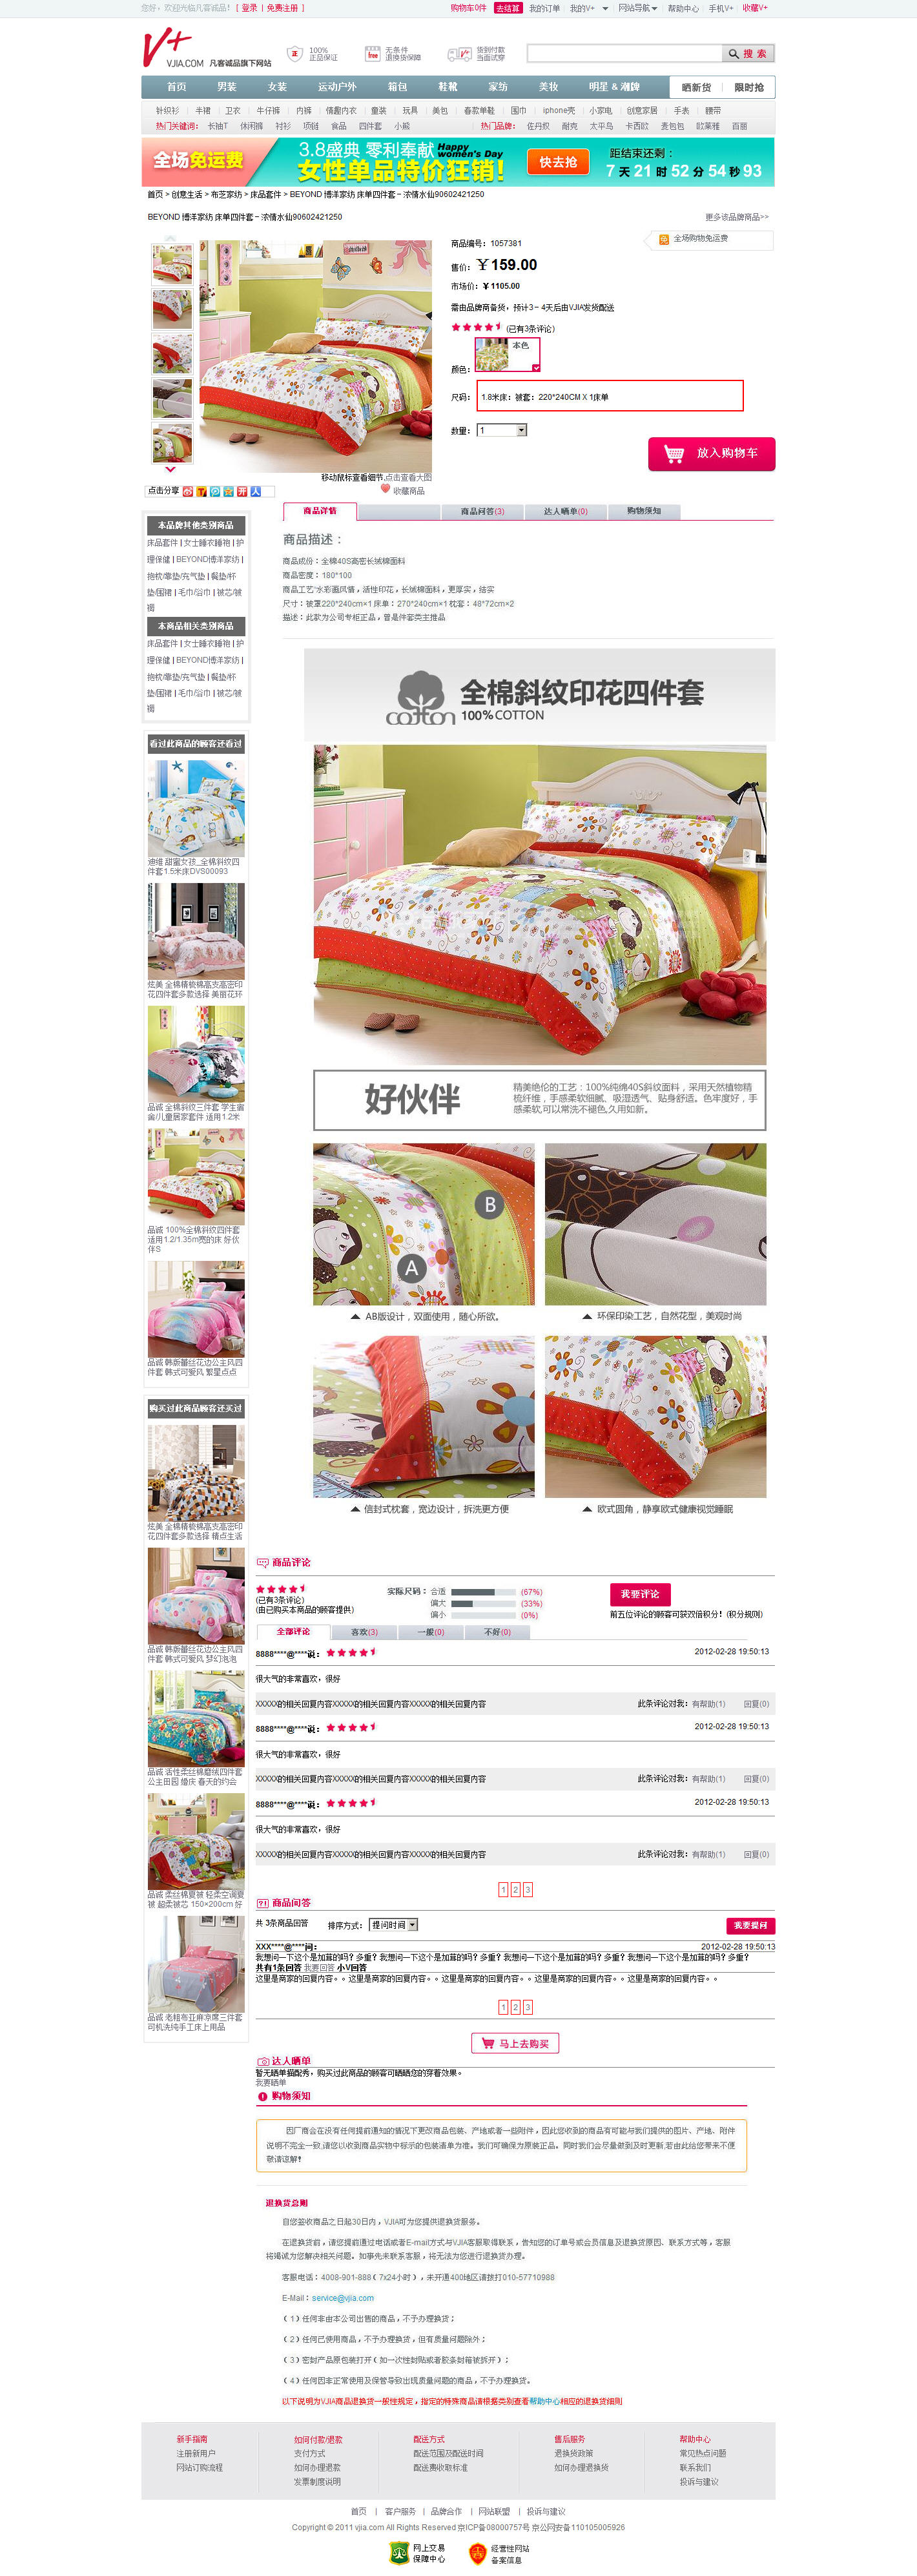 您好，欢迎光临凡客诚品！[ 登录 | 免费注册 ]
购物车0件 去结算 我的订单 我的V+ 网站导航 帮助中心 手机V+ 收藏V+
V+ VJIA.COM 凡客诚品旗下网站
100% 正品保证
无条件 退换货保障
货到付款 当面试穿
搜 索
首页 男装 女装 运动户外 箱包 鞋靴 家纺 美妆 明星 & 潮牌 晒新货 限时抢
针织衫 半裙 卫衣 牛仔裤 内裤 情趣内衣 童装 玩具 美包 春款单鞋 围巾 iphone壳 小家电 创意家居 手表 腰带
热门关键词： 长袖T 休闲裤 衬衫 项链 食品 四件套 小熊 热门品牌： 佐丹奴 耐克 太平鸟 卡西欧 麦包包 欧莱雅 百丽
全场免运费
3.8盛典 零利奉献 Happy women's Day
女性单品特价狂销!
快去抢
距结束还剩：
7 天 21 时 52 分 54 秒 93
首页 > 创意生活 > 布芝家纺 > 床品套件 > BEYOND 博洋家纺 床单四件套－浓情水仙90602421250
BEYOND 博洋家纺 床单四件套－浓情水仙90602421250
更多该品牌商品>>
商品编号：1057381
全场购物免运费
售价：￥159.00
市场价：￥1105.00
需由品牌商备货，预计3－4天后由VJIA发货配送
(已有3条评论)
本色
颜色：
尺码： 1.8米床：被套：220*240CM X 1床单
数量： 1
放入购物车
移动鼠标查看细节,点击查看大图
收藏商品
点击分享
商品详情 商品问答(3) 达人晒单(0) 购物须知
本品牌其他类别商品
床品套件 | 女士睡衣睡袍 | 护
理保健 | BEYOND博洋家纺 |
抱枕/靠垫/充气垫 | 餐垫/杯
垫/围裙 | 毛巾/浴巾 | 被芯/被
褥
本商品相关类别商品
床品套件 | 女士睡衣睡袍 | 护
理保健 | BEYOND博洋家纺 |
抱枕/靠垫/充气垫 | 餐垫/杯
垫/围裙 | 毛巾/浴巾 | 被芯/被
褥
商品描述：
商品成份：全棉40S高密长绒棉面料
商品密度：180*100
商品工艺"水彩画风情，活性印花，长绒棉面料，更厚实，结实
尺寸：被罩220*240cm×1 床单：270*240cm×1 枕套：48*72cm×2
描述：此款为公司专柜正品，曾是件套类主推品
cotton
全棉斜纹印花四件套
100%COTTON
好伙伴
精美绝伦的工艺：100%纯绵40S斜纹面料，采用天然植物精
梳纤维，手感柔软细腻、吸湿透气、贴身舒适。色牢度好，手
感柔软,可以常洗不褪色,久用如新。
A
B
AB版设计，双面使用，随心所欲。
环保印染工艺，自然花型，美观时尚
信封式枕套，宽边设计，拆洗更方便
欧式圆角，静享欧式健康视觉睡眠
看过此商品的顾客还看过
迪维 甜蜜女孩_全棉斜纹四
件套1.5米床DVS00093
炫美 全棉精梳棉高支高密印
花四件套多款选择 美丽花环
品诚 全棉斜纹三件套 学生宿
舍/儿童居家套件 适用1.2米
品诚 100%全棉斜纹四件套
适用1.2/1.35m宽的床 好伙
伴S
品诚 韩版蕾丝花边公主风四
件套 韩式可爱风 繁星点点
购买过此商品顾客还买过
炫美 全棉精梳棉高支高密印
花四件套多款选择 精点生活
品诚 韩版蕾丝花边公主风四
件套 韩式可爱风 梦幻泡泡
品诚 活性柔丝棉磨绒四件套
公主田园 婚庆 春天的约会
品诚 柔丝棉夏被 轻柔空调夏
被 超柔被芯 150×200cm 好
品诚 老粗布亚麻凉席三件套
可机洗纯手工床上用品
商品评论
(已有3条评论)
(由已购买本商品的顾客提供)
实际尺码： 合适 (67%)
偏大 (33%)
偏小 (0%)
我要评论
前五位评论的顾客可获双倍积分！(积分规则)
全部评论 喜欢(3) 一般(0) 不好(0)
8888****@****说： 2012-02-28 19:50:13
很大气的非常喜欢，很好
XXXXX的相关回复内容XXXXX的相关回复内容XXXXX的相关回复内容 此条评论对我：有帮助(1) 回复(0)
8888****@****说： 2012-02-28 19:50:13
很大气的非常喜欢，很好
XXXXX的相关回复内容XXXXX的相关回复内容XXXXX的相关回复内容 此条评论对我：有帮助(1) 回复(0)
8888****@****说： 2012-02-28 19:50:13
很大气的非常喜欢，很好
XXXXX的相关回复内容XXXXX的相关回复内容XXXXX的相关回复内容 此条评论对我：有帮助(1) 回复(0)
1 2 3
商品问答
共 3条商品回答 排序方式： 提问时间 我要提问
XXX****@****问： 2012-02-28 19:50:13
我想问一下这个是加茸的吗？多重？我想问一下这个是加茸的吗？多重？我想问一下这个是加茸的吗？多重？我想问一下这个是加茸的吗？多重？
共有1条回答 我要回答 小V回答
这里是商家的回复内容。。这里是商家的回复内容。。这里是商家的回复内容。。这里是商家的回复内容。。这里是商家的回复内容。。
1 2 3
马上去购买
达人晒单
暂无晒单搭配秀，购买过此商品的顾客可晒晒您的穿着效果。
我要晒单
购物须知
因厂商会在没有任何提前通知的情况下更改商品包装、产地或者一些附件，因此您收到的商品有可能与我们提供的图片、产地、附件
说明不完全一致,请您以收到商品实物中标示的包装清单为准。我们可确保为原装正品。同时我们会尽量做到及时更新,若由此给您带来不便
敬请谅解！
退换货总则
自您签收商品之日起30日内，VJIA可为您提供退换货服务。
在退换货前，请您提前通过电话或者E-mail方式与VJIA客服取得联系，告知您的订单号或会员信息及退换货原因、联系方式等，客服
将竭诚为您解决相关问题。如事先未联系客服，将无法为您进行退换货办理。
客服电话：4008-901-888（ 7x24小时），未开通400地区请拨打010-57710988
E-Mail：service@vjia.com
（ 1 ）任何非由本公司出售的商品，不予办理换货；
（ 2 ）任何已使用商品，不予办理换货，但有质量问题除外；
（ 3 ）密封产品原包装打开（ 如一次性封贴或者胶条封箱被拆开 ）；
（ 4 ）任何因非正常使用及保管导致出现质量问题的商品，不予办理换货。
以下说明为VJIA商品退换货一般性规定，指定的特殊商品请根据类别查看帮助中心相应的退换货细则
新手指南 如何付款/退款 配送方式 售后服务 帮助中心
注册新用户 支付方式 配送范围及配送时间 退换货政策 常见热点问题
网站订购流程 如何办理退款 配送费收取标准 如何办理退换货 联系我们
发票制度说明 投诉与建议
首页 | 客户服务 | 品牌合作 | 网站联盟 | 投诉与建议
Copyright © 2011 vjia.com All Rights Reserved 京ICP备08000757号 京公网安备110105005926
网上交易 保障中心
经营性网站 备案信息